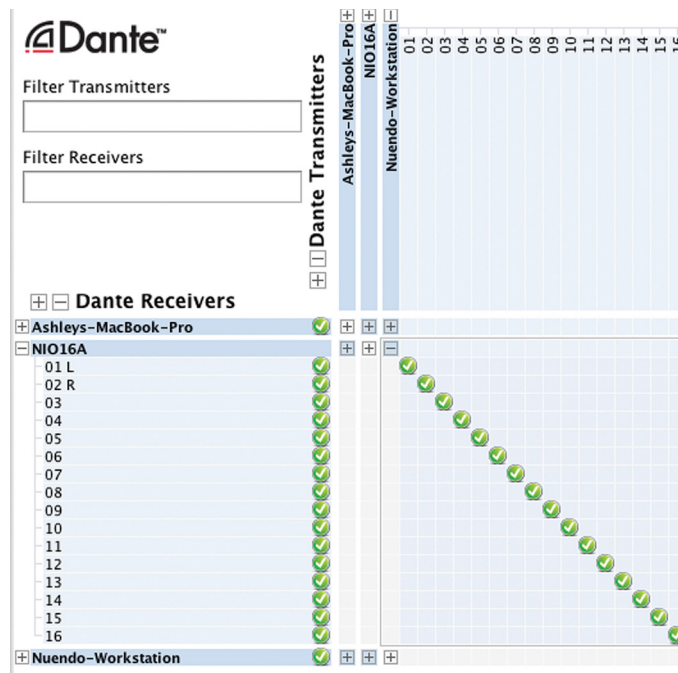 Dante™
Filter Transmitters
Filter Receivers
Dante Transmitters
Ashleys-MacBook-Pro
NIO16A
Nuendo-Workstation
01 02 03 04 05 06 07 08 09 10 11 12 13 14 15 16
Dante Receivers
Ashleys-MacBook-Pro
NIO16A
01 L
02 R
03
04
05
06
07
08
09
10
11
12
13
14
15
16
Nuendo-Workstation